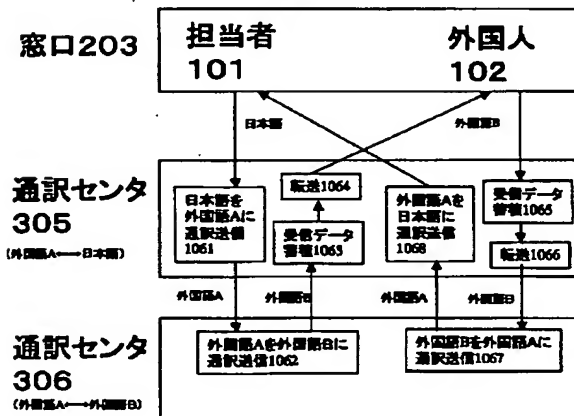 窓口203
担当者
101
外国人
102
日本語
外国語B
通訳センタ
305
(外国語A←→日本語)
日本語を
外国語Aに
通訳送信
1061
転送1064
受信データ
蓄積1063
外国語Aを
日本語に
通訳送信
1068
受信データ
蓄積1065
転送1066
外国語A
外国語B
外国語A
外国語B
通訳センタ
306
(外国語A←→外国語B)
外国語Aを外国語Bに
通訳送信1062
外国語Bを外国語Aに
通訳送信1067